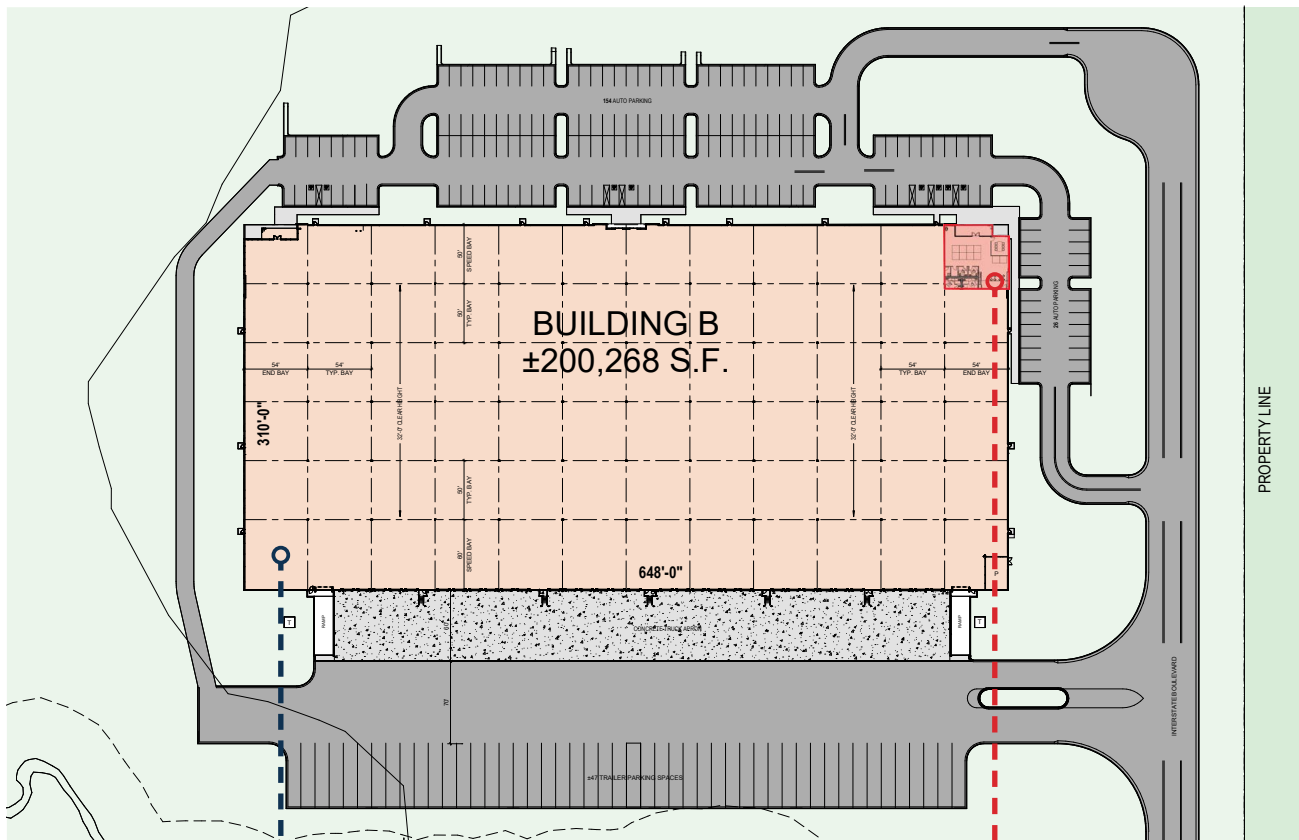 154 AUTO PARKING
50'
SPEED BAY
50'
TYP. BAY
BUILDING B
±200,268 S.F.
26 AUTO PARKING
54'
END BAY
54'
TYP. BAY
54'
TYP. BAY
54'
END BAY
310'-0"
32'-0" CLEAR HEIGHT
32'-0" CLEAR HEIGHT
PROPERTY LINE
50'
TYP. BAY
60'
SPEED BAY
648'-0"
P
T
RAMP
CONCRETE TRUCK APRON
RAMP
T
70'
INTERSTATE BOULEVARD
±47 TRAILER PARKING SPACES